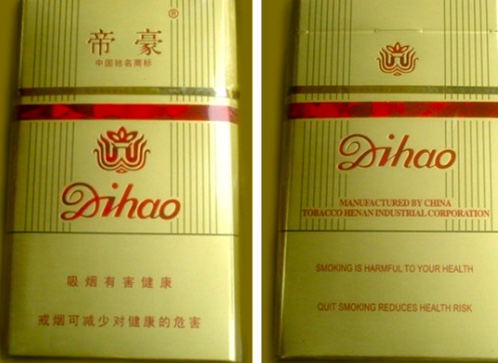 帝豪®
中国驰名商标
Dihao
吸烟有害健康
戒烟可减少对健康的危害
Dihao
MANUFACTURED BY CHINA
TOBACCO HENAN INDUSTRIAL CORPORATION
SMOKING IS HARMFUL TO YOUR HEALTH
QUIT SMOKING REDUCES HEALTH RISK